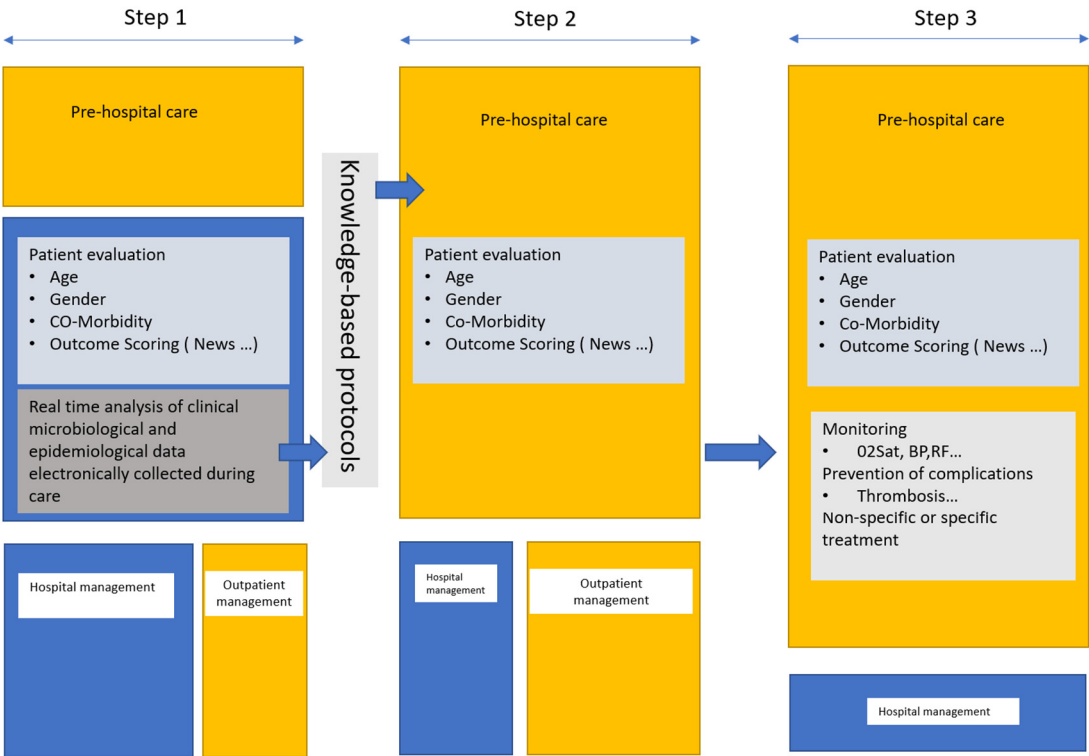 Step 1
Step 2
Step 3
Pre-hospital care
Patient evaluation
• Age
• Gender
• CO-Morbidity
• Outcome Scoring ( News ...)
Real time analysis of clinical
microbiological and
epidemiological data
electronically collected during
care
Hospital management
Outpatient
management
Knowledge-based protocols
Pre-hospital care
Patient evaluation
• Age
• Gender
• Co-Morbidity
• Outcome Scoring ( News ...)
Hospital
management
Outpatient
management
Pre-hospital care
Patient evaluation
• Age
• Gender
• Co-Morbidity
• Outcome Scoring ( News ...)
Monitoring
• 02Sat, BP,RF...
Prevention of complications
• Thrombosis...
Non-specific or specific
treatment
Hospital management